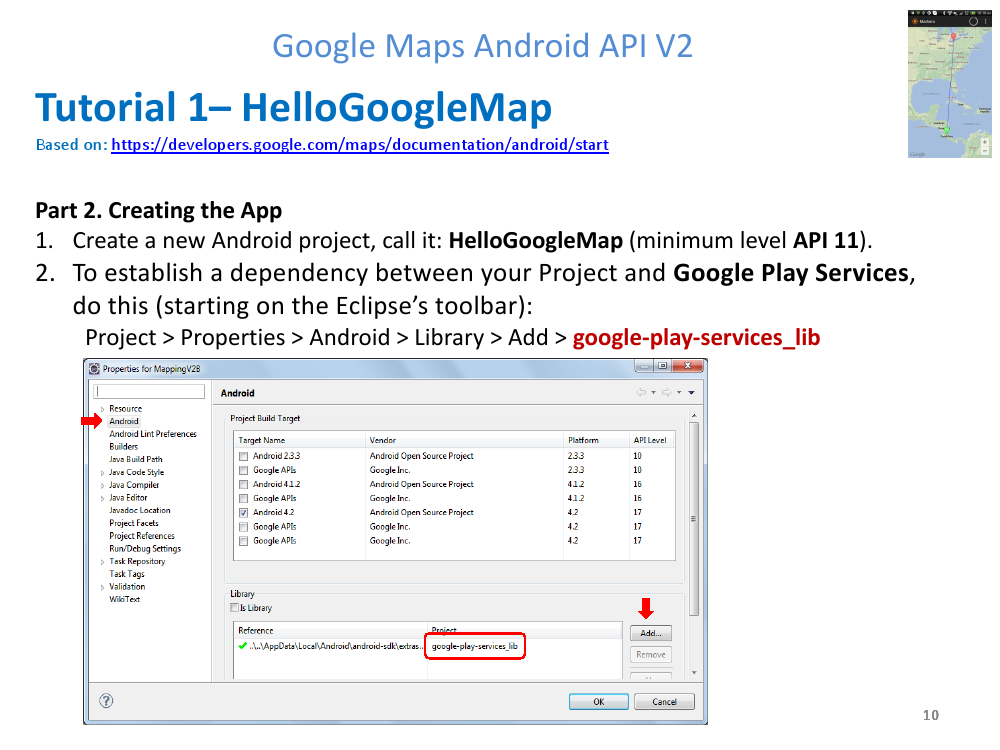 Google Maps Android API V2
Markers
Tutorial 1– HelloGoogleMap
Based on: https://developers.google.com/maps/documentation/android/start
Part 2. Creating the App
1. Create a new Android project, call it: HelloGoogleMap (minimum level API 11).
2. To establish a dependency between your Project and Google Play Services,
do this (starting on the Eclipse’s toolbar):
Project > Properties > Android > Library > Add > google-play-services_lib
Properties for MappingV2B
Resource
Android
Android Lint Preferences
Builders
Java Build Path
Java Code Style
Java Compiler
Java Editor
Javadoc Location
Project Facets
Project References
Run/Debug Settings
Task Repository
Task Tags
Validation
WikiText
Android
Project Build Target
Target Name Vendor Platform API Level
Android 2.3.3 Android Open Source Project 2.3.3 10
Google APIs Google Inc. 2.3.3 10
Android 4.1.2 Android Open Source Project 4.1.2 16
Google APIs Google Inc. 4.1.2 16
Android 4.2 Android Open Source Project 4.2 17
Google APIs Google Inc. 4.2 17
Google APIs Google Inc. 4.2 17
Library
Is Library
Reference Project
..\..\AppData\Local\Android\android-sdk\extras... google-play-services_lib
Add...
Remove
OK Cancel
10